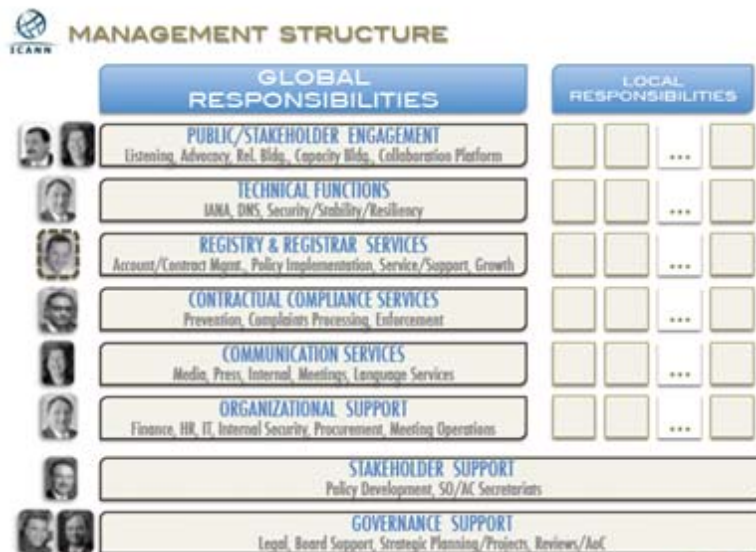 ICANN
MANAGEMENT STRUCTURE
GLOBAL
RESPONSIBILITIES
LOCAL
RESPONSIBILITIES
PUBLIC/STAKEHOLDER ENGAGEMENT
Listening, Advocacy, Rel. Bldg., Capacity Bldg., Collaboration Platform
...
TECHNICAL FUNCTIONS
IANA, DNS, Security/Stability/Resiliency
...
REGISTRY & REGISTRAR SERVICES
Account/Contract Mgmt., Policy Implementation, Service/Support, Growth
...
CONTRACTUAL COMPLIANCE SERVICES
Prevention, Complaints Processing, Enforcement
...
COMMUNICATION SERVICES
Media, Press, Internal, Meetings, Language Services
...
ORGANIZATIONAL SUPPORT
Finance, HR, IT, Internal Security, Procurement, Meeting Operations
...
STAKEHOLDER SUPPORT
Policy Development, SO/AC Secretariats
GOVERNANCE SUPPORT
Legal, Board Support, Strategic Planning/Projects, Reviews/AoC